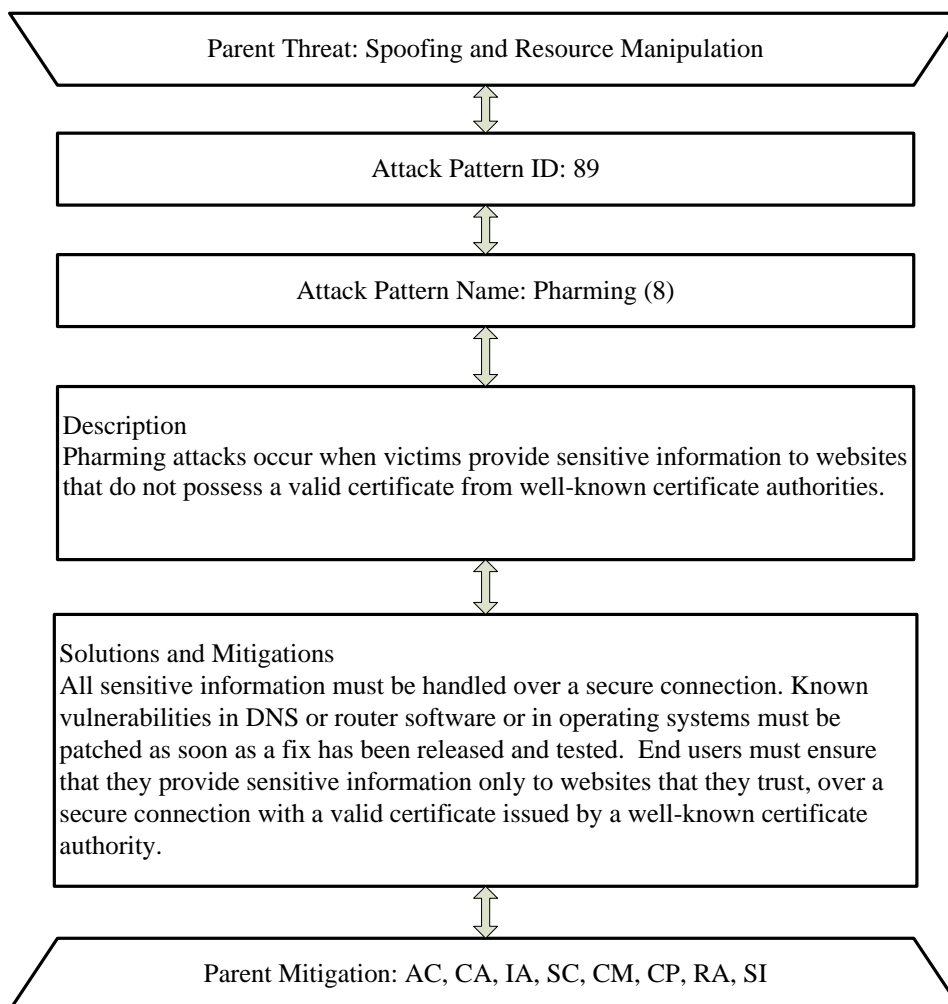 Parent Threat: Spoofing and Resource Manipulation
Attack Pattern ID: 89
Attack Pattern Name: Pharming (8)
Description
Pharming attacks occur when victims provide sensitive information to websites
that do not possess a valid certificate from well-known certificate authorities.
Solutions and Mitigations
All sensitive information must be handled over a secure connection. Known
vulnerabilities in DNS or router software or in operating systems must be
patched as soon as a fix has been released and tested.  End users must ensure
that they provide sensitive information only to websites that they trust, over a
secure connection with a valid certificate issued by a well-known certificate
authority.
Parent Mitigation: AC, CA, IA, SC, CM, CP, RA, SI